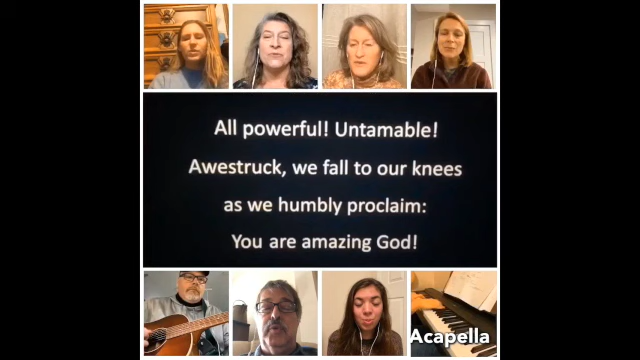 All powerful! Untamable!
Awestruck, we fall to our knees
as we humbly proclaim:
You are amazing God!
Acapella